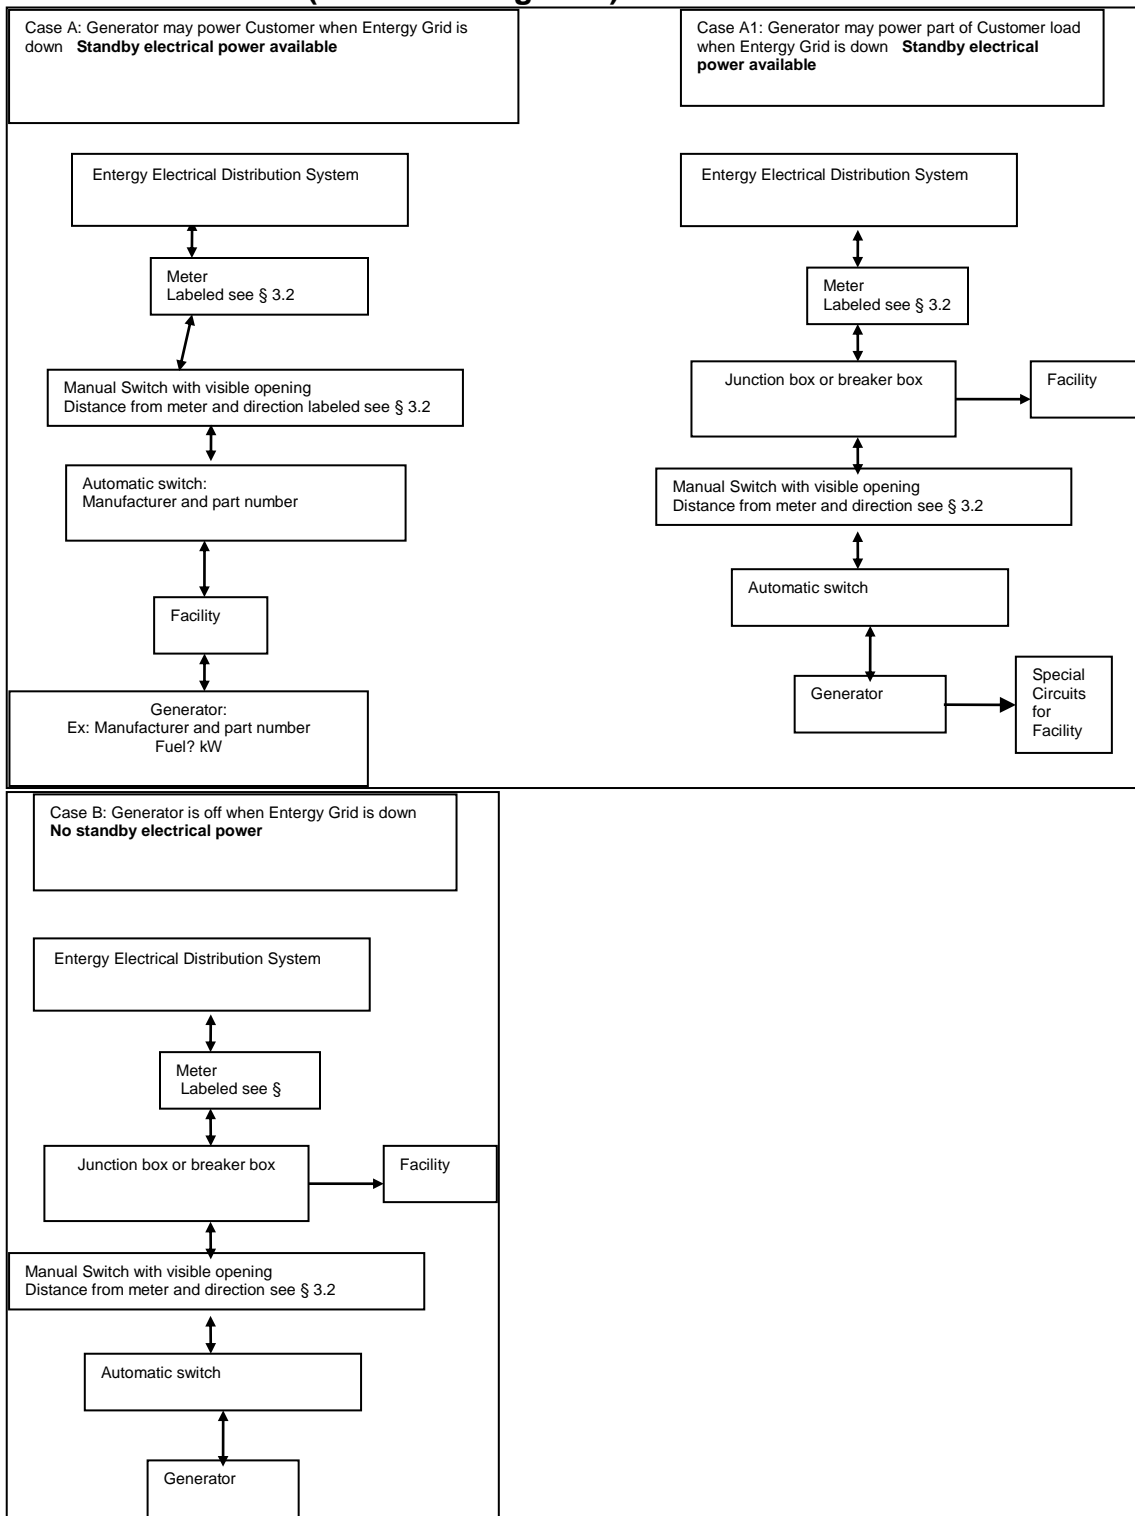 Case A: Generator may power Customer when Entergy Grid is
down   Standby electrical power available
Entergy Electrical Distribution System
Meter
Labeled see § 3.2
Manual Switch with visible opening
Distance from meter and direction labeled see § 3.2
Automatic switch:
Manufacturer and part number
Facility
Generator:
Ex: Manufacturer and part number
Fuel? kW
Case A1: Generator may power part of Customer load
when Entergy Grid is down   Standby electrical
power available
Entergy Electrical Distribution System
Meter
Labeled see § 3.2
Junction box or breaker box
Facility
Manual Switch with visible opening
Distance from meter and direction see § 3.2
Automatic switch
Generator
Special
Circuits
for
Facility
Case B: Generator is off when Entergy Grid is down
No standby electrical power
Entergy Electrical Distribution System
Meter
Labeled see §
Junction box or breaker box
Facility
Manual Switch with visible opening
Distance from meter and direction see § 3.2
Automatic switch
Generator